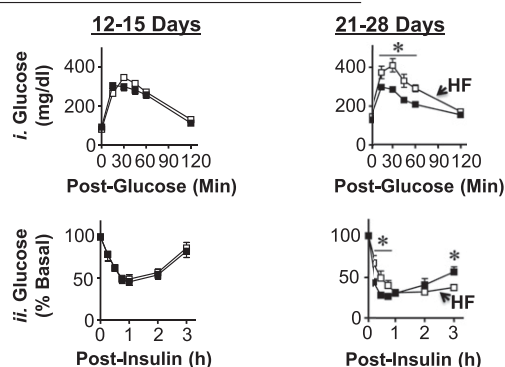 12-15 Days 21-28 Days
i. Glucose
(mg/dl)
400
200
0
0 30 60 90 120
Post-Glucose (Min)
*
HF
400
200
0
0 30 60 90 120
Post-Glucose (Min)
ii. Glucose
(% Basal)
100
50
0
0 1 2 3
Post-Insulin (h)
*
*
HF
100
50
0
0 1 2 3
Post-Insulin (h)